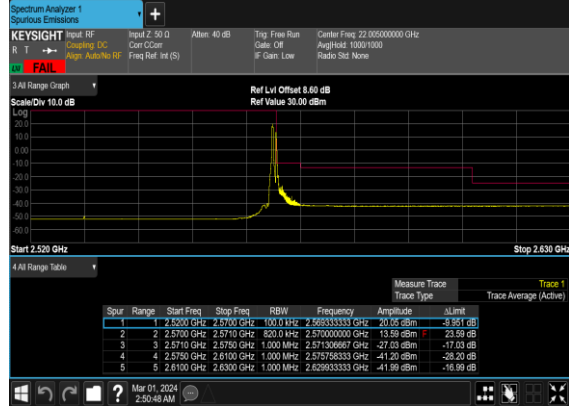 Spectrum Analyzer 1
Spurious Emissions
KEYSIGHT Input: RF Input Z: 50 Ω Atten: 40 dB Trig: Free Run Center Freq: 22.005000000 GHz
R T Coupling: DC Corr CCorr Gate: Off Avg|Hold: 1000/1000
Align: Auto/No RF Freq Ref: Int (S) IF Gain: Low Radio Std: None
LV FAIL
3 All Range Graph
Ref Lvl Offset 8.60 dB
Scale/Div 10.0 dB Ref Value 30.00 dBm
Log
20.0
10.0
0.00
-10.0
-20.0
-30.0
-40.0
-50.0
-60.0
Start 2.520 GHz Stop 2.630 GHz
4 All Range Table
Measure Trace Trace 1
Trace Type Trace Average (Active)
Spur Range Start Freq Stop Freq RBW Frequency Amplitude ΔLimit
1 1 2.5200 GHz 2.5700 GHz 100.0 kHz 2.569333333 GHz 20.05 dBm -9.951 dB
2 2 2.5700 GHz 2.5710 GHz 820.0 kHz 2.570000000 GHz 13.59 dBm F 23.59 dB
3 3 2.5710 GHz 2.5750 GHz 1.000 MHz 2.571306667 GHz -27.03 dBm -17.03 dB
4 4 2.5750 GHz 2.6100 GHz 1.000 MHz 2.575758333 GHz -41.20 dBm -28.20 dB
5 5 2.6100 GHz 2.6300 GHz 1.000 MHz 2.629933333 GHz -41.99 dBm -16.99 dB
Mar 01, 2024
2:50:48 AM